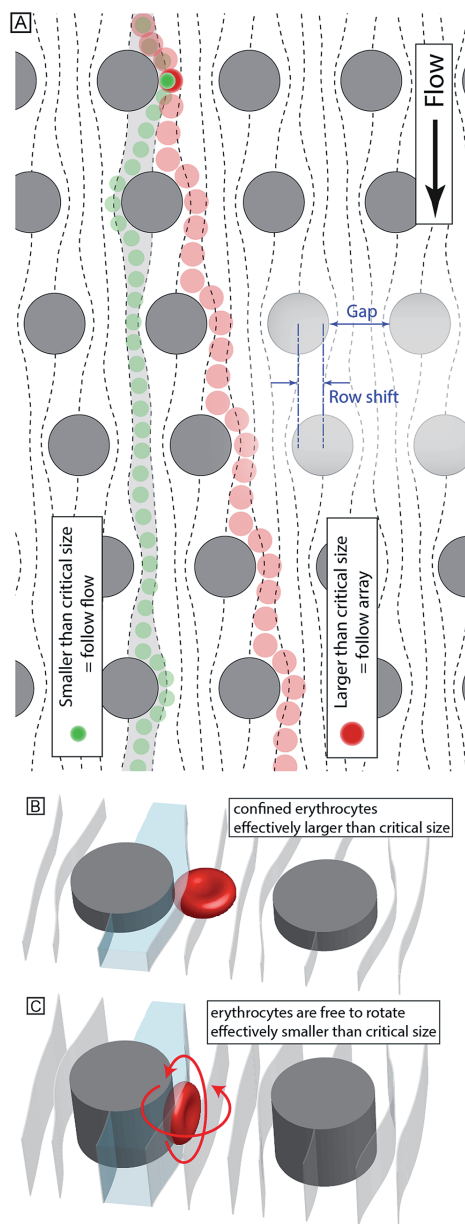 A
Flow
Gap
Row shift
Smaller than critical size
= follow flow
Larger than critical size
= follow array
B
confined erythrocytes
effectively larger than critical size
C
erythrocytes are free to rotate
effectively smaller than critical size